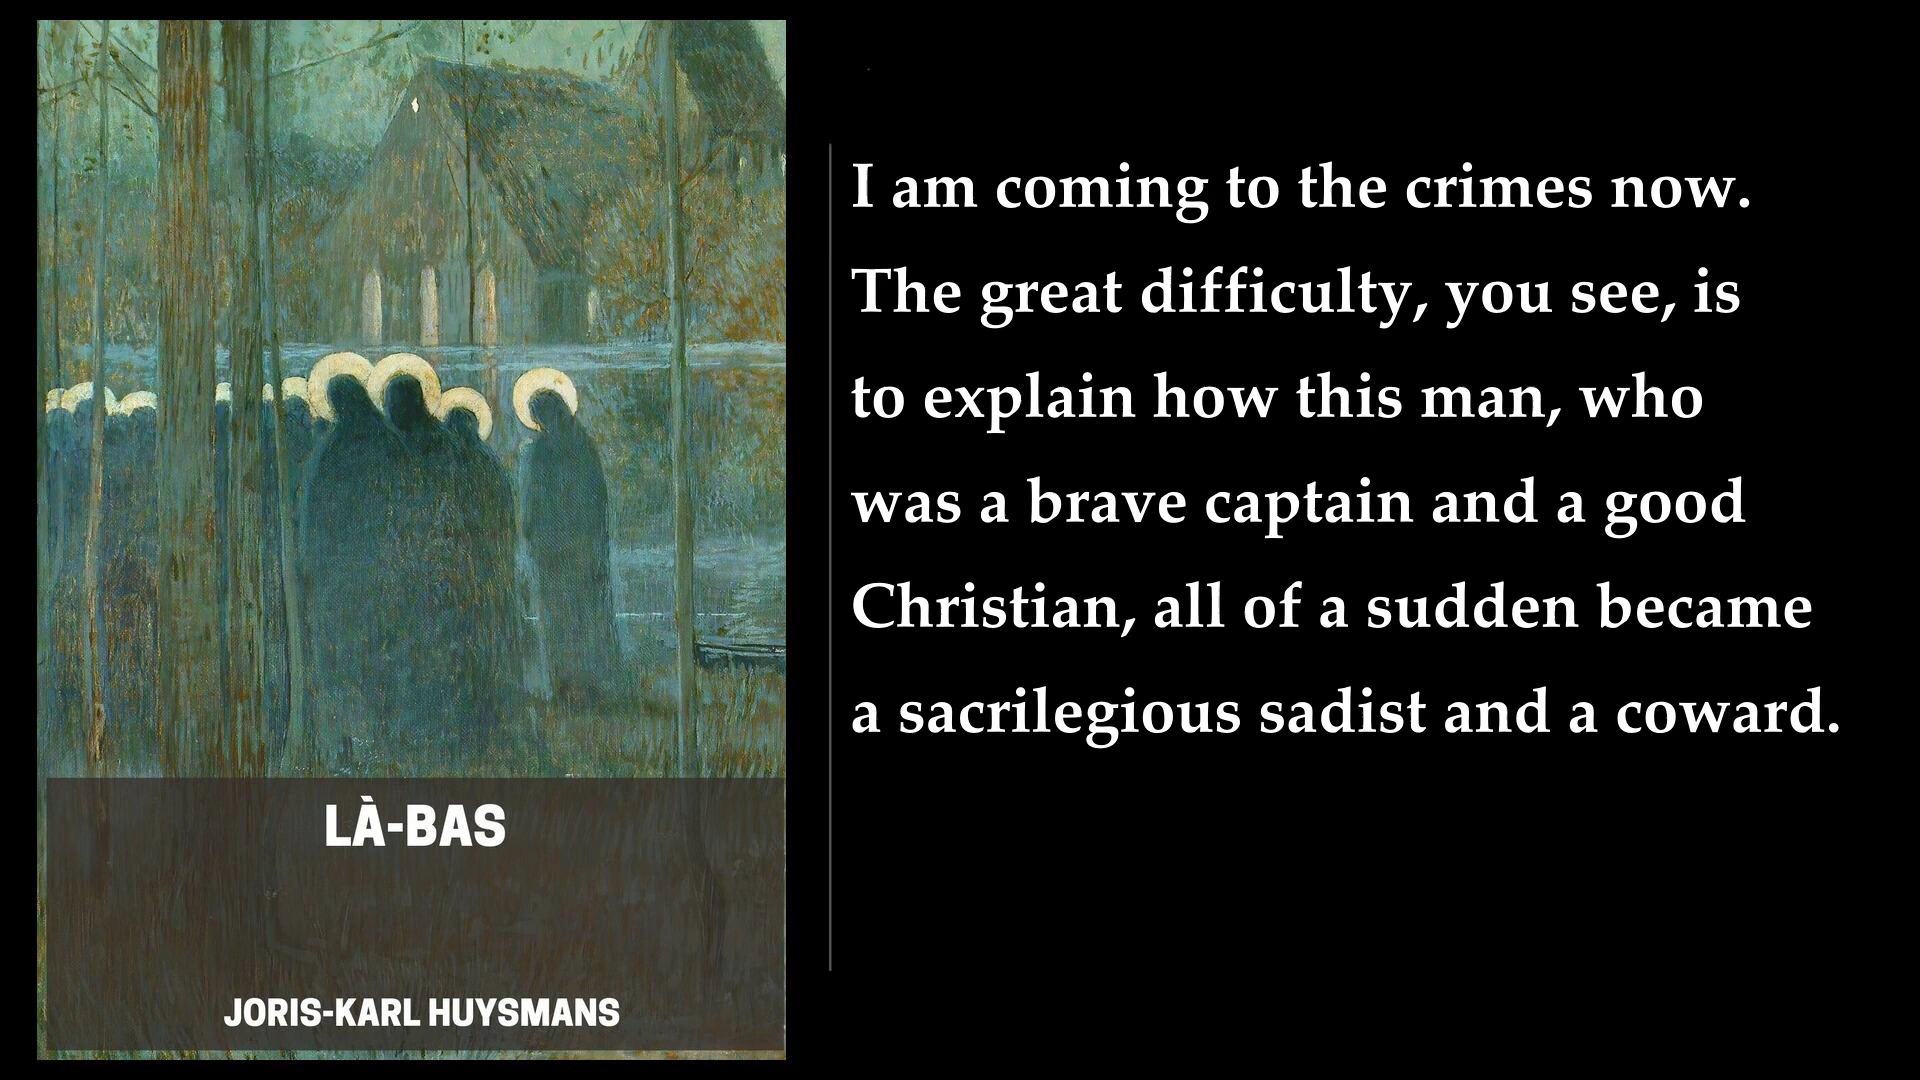 I am coming to the crimes now.
The great difficulty, you see, is
to explain how this man, who
was a brave captain and a good
Christian, all of a sudden became
a sacrilegious sadist and a coward.
LÀ-BAS
JORIS-KARL HUYSMANS